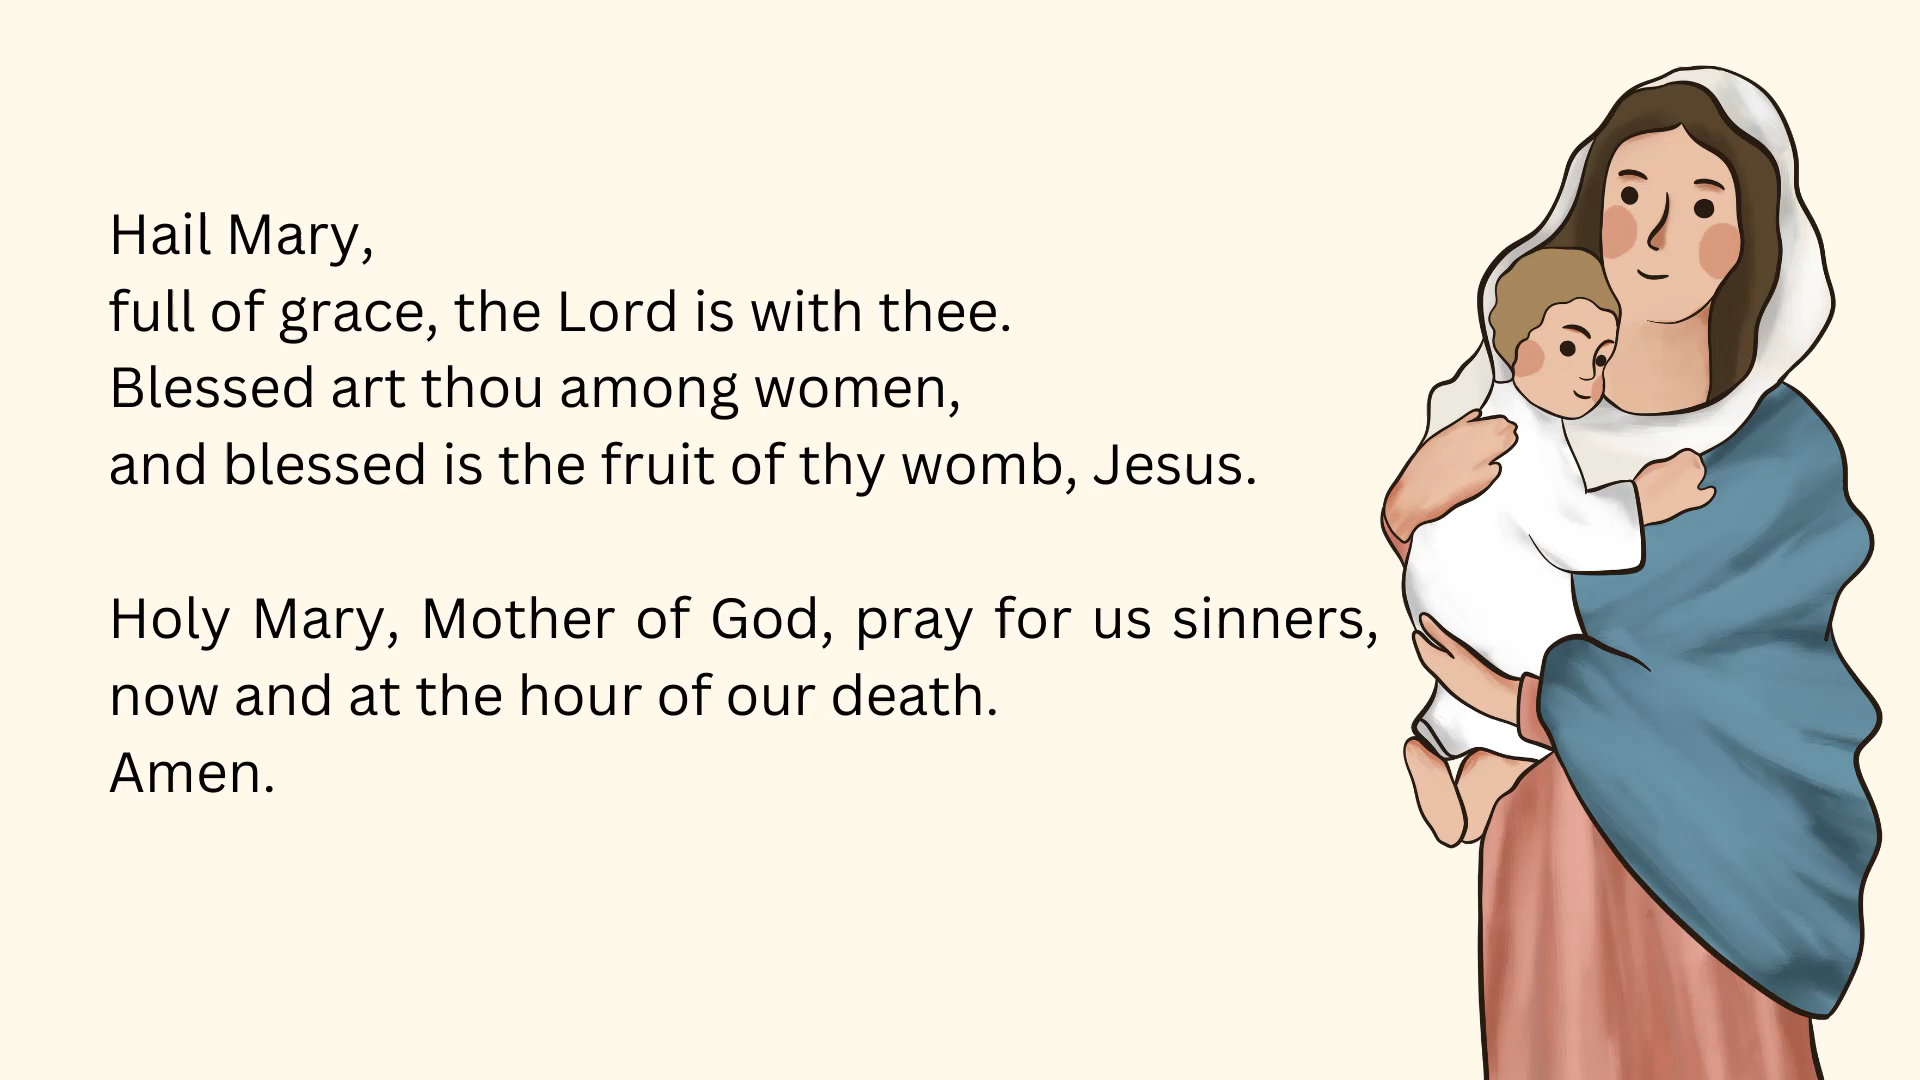 Hail Mary,
full of grace, the Lord is with thee.
Blessed art thou among women,
and blessed is the fruit of thy womb, Jesus.
Holy Mary, Mother of God, pray for us sinners,
now and at the hour of our death.
Amen.